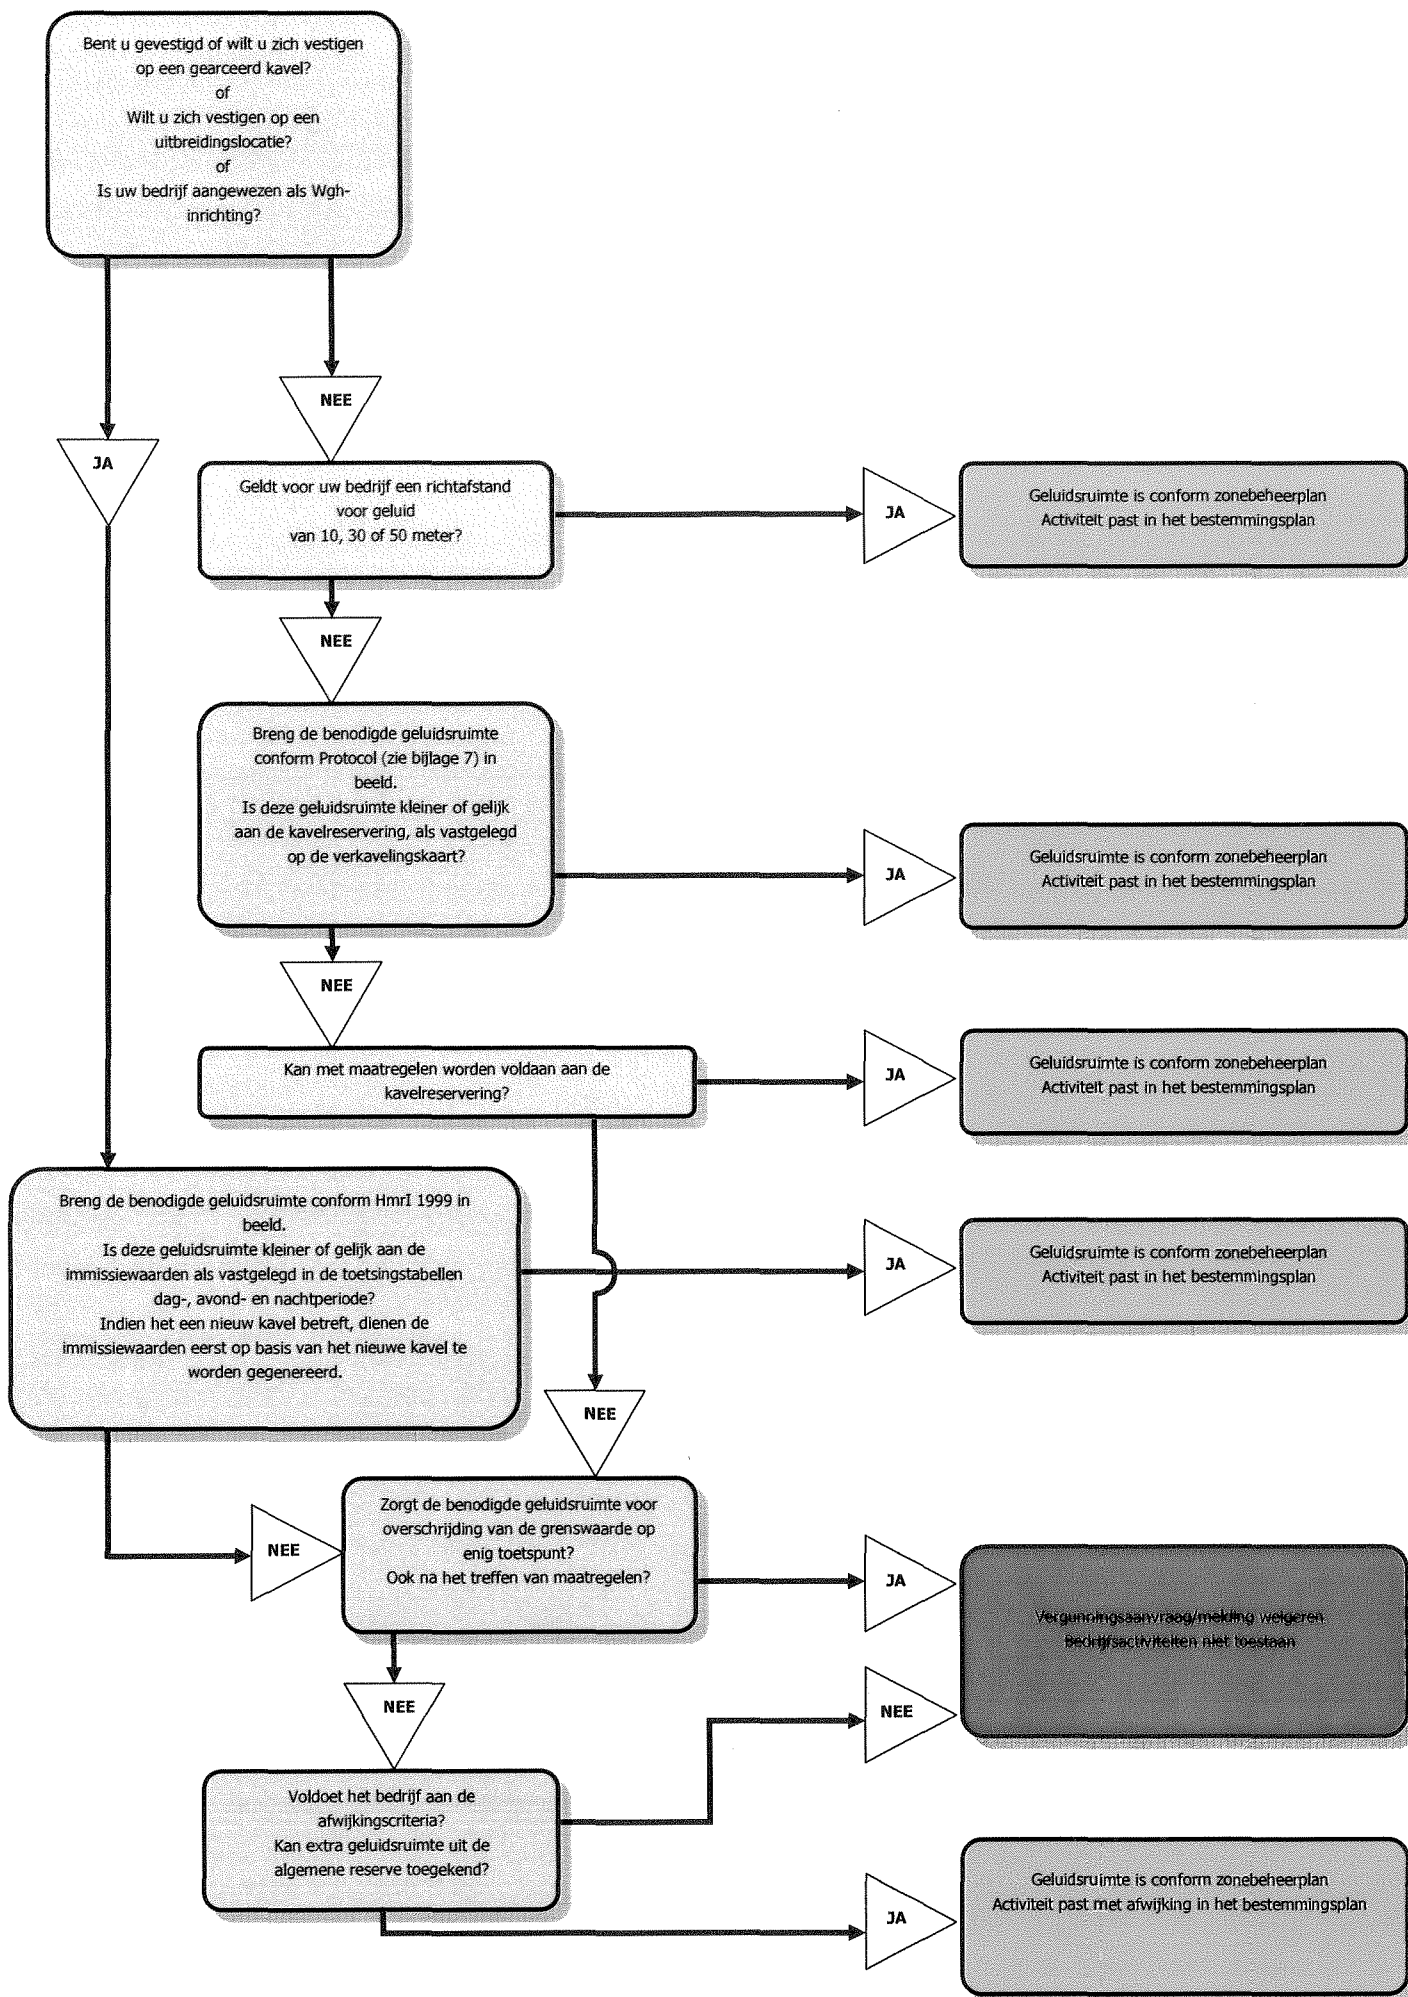 Bent u gevestigd of wilt u zich vestigen
op een gearceerd kavel?
of
Wilt u zich vestigen op een
uitbreidingslocatie?
of
Is uw bedrijf aangewezen als Wgh-
inrichting?
NEE
JA
Geldt voor uw bedrijf een richtafstand
voor geluid
van 10, 30 of 50 meter?
JA
Geluidsruimte is conform zonebeheerplan
Activiteit past in het bestemmingsplan
NEE
Breng de benodigde geluidsruimte
conform Protocol (zie bijlage 7) in
beeld.
Is deze geluidsruimte kleiner of gelijk
aan de kavelreservering, als vastgelegd
op de verkavelingskaart?
JA
Geluidsruimte is conform zonebeheerplan
Activiteit past in het bestemmingsplan
NEE
Kan met maatregelen worden voldaan aan de
kavelreservering?
JA
Geluidsruimte is conform zonebeheerplan
Activiteit past in het bestemmingsplan
Breng de benodigde geluidsruimte conform HmrI 1999 in
beeld.
Is deze geluidsruimte kleiner of gelijk aan de
immissiewaarden als vastgelegd in de toetsingstabellen
dag-, avond- en nachtperiode?
Indien het een nieuw kavel betreft, dienen de
immissiewaarden eerst op basis van het nieuwe kavel te
worden gegenereerd.
JA
Geluidsruimte is conform zonebeheerplan
Activiteit past in het bestemmingsplan
NEE
NEE
Zorgt de benodigde geluidsruimte voor
overschrijding van de grenswaarde op
enig toetspunt?
Ook na het treffen van maatregelen?
JA
Vergunningsaanvraag/melding weigeren
Bedrijfsactiviteiten niet toestaan
NEE
NEE
Voldoet het bedrijf aan de
afwijkingscriteria?
Kan extra geluidsruimte uit de
algemene reserve toegekend?
JA
Geluidsruimte is conform zonebeheerplan
Activiteit past met afwijking in het bestemmingsplan